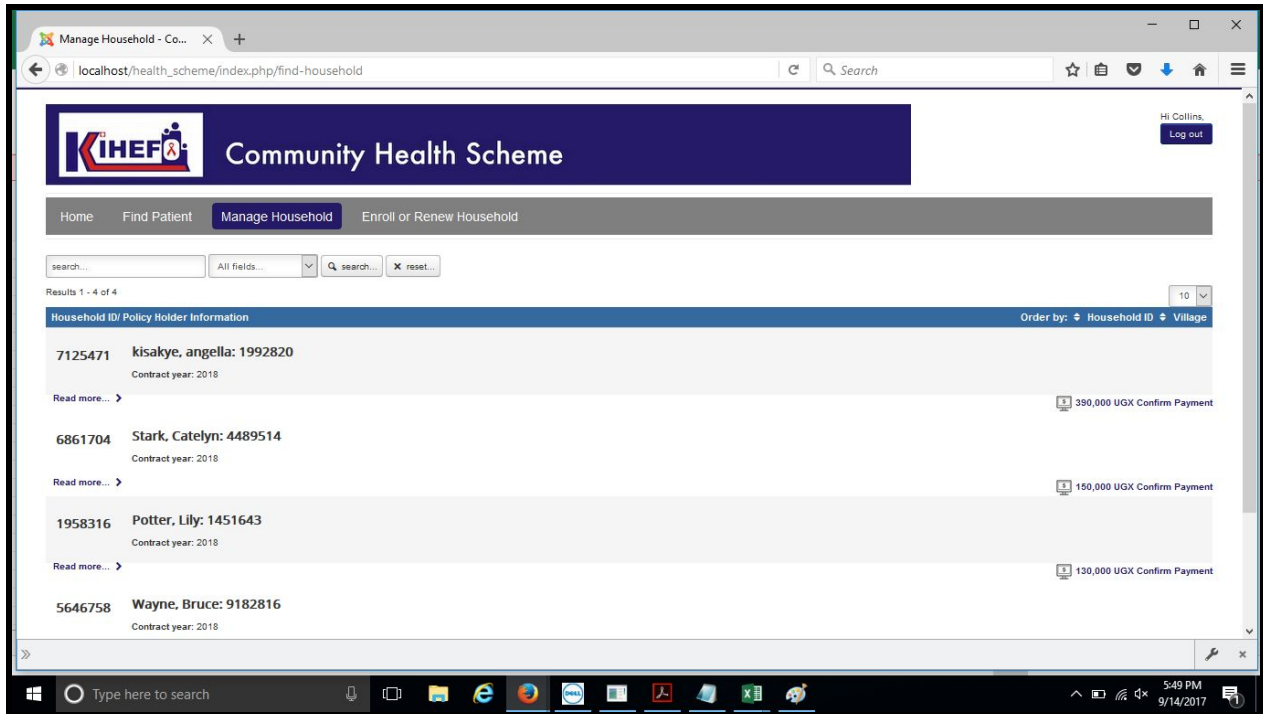 Manage Household - Co...
localhost/health_scheme/index.php/find-household
Search
Hi Collins,
Log out
KiHEFO
Community Health Scheme
Home Find Patient Manage Household Enroll or Renew Household
search... All fields... search... reset...
Results 1 - 4 of 4
10
Household ID/ Policy Holder Information Order by: Household ID Village
7125471 kisakye, angella: 1992820
Contract year: 2018
Read more...
390,000 UGX Confirm Payment
6861704 Stark, Catelyn: 4489514
Contract year: 2018
Read more...
150,000 UGX Confirm Payment
1958316 Potter, Lily: 1451643
Contract year: 2018
Read more...
130,000 UGX Confirm Payment
5646758 Wayne, Bruce: 9182816
Contract year: 2018
Type here to search
DELL
5:49 PM
9/14/2017